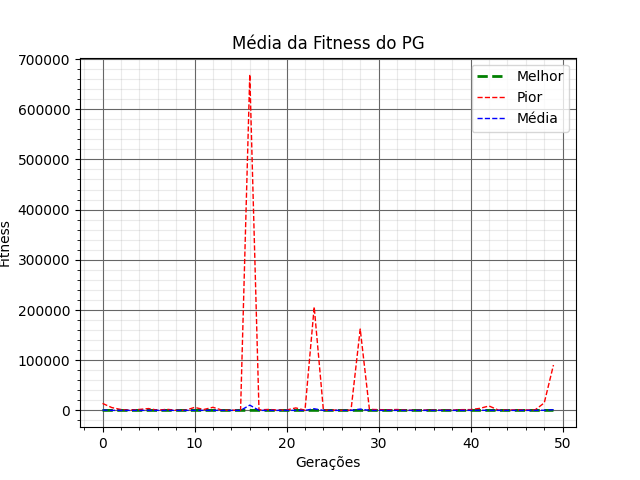 Média da Fitness do PG
700000
600000
500000
400000
300000
200000
100000
0
Fitness
0 10 20 30 40 50
Gerações
Melhor
Pior
Média